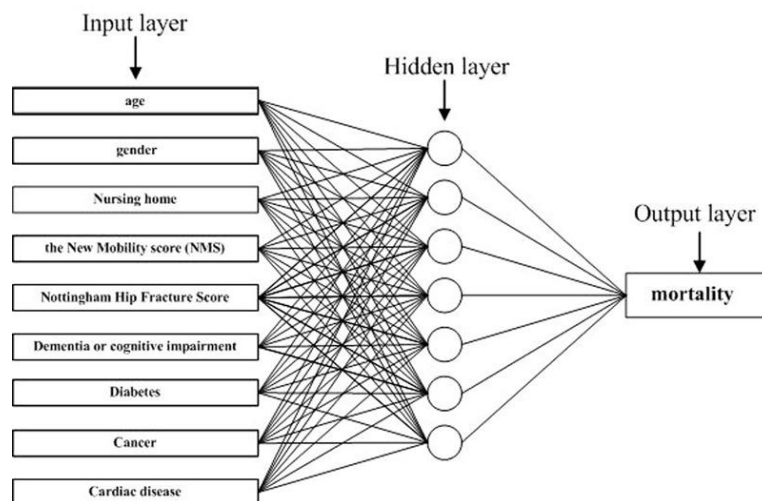 Input layer
age
gender
Nursing home
the New Mobility score (NMS)
Nottingham Hip Fracture Score
Dementia or cognitive impairment
Diabetes
Cancer
Cardiac disease
Hidden layer
Output layer
mortality